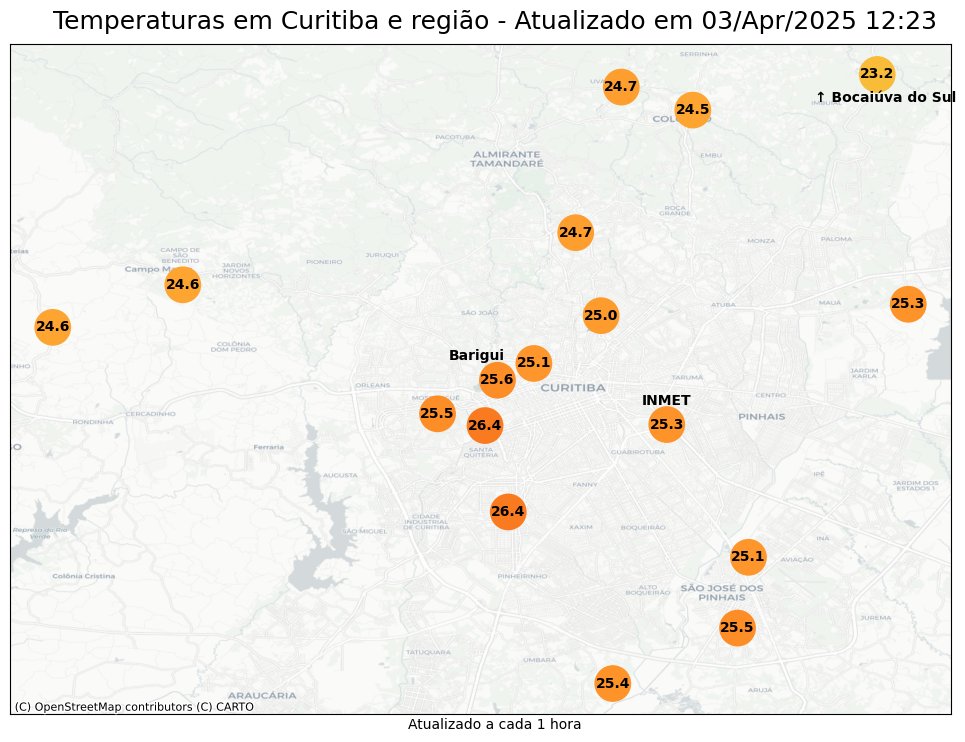 Temperaturas em Curitiba e região - Atualizado em 03/Apr/2025 12:23
SERRINHA
23.2
24.7
↑ Bocaiúva do Sul
24.5
PACOTUBA
EMBU
ALMIRANTE
TAMANDARÉ
ROÇA
GRANDE
24.7
MONZA
PALOMA
CAMPO DE
SÃO
BENEDITO
JURUQUI
PIONEIRO
JARDIM
NOVOS
HORIZONTES
24.6
25.3
MAUÁ
ATUBA
SÃO JOÃO
25.0
24.6
COLÔNIA
DOM PEDRO
Barigui
25.1
JARDIM
KARLA
TARUMÃ
25.6
ORLEANS
CURITIBA
CENTRO
INMET
25.5
CERCADINHO
RONDINHA
PINHAIS
26.4
25.3
Ferraria
SANTA
QUITÉRIA
GUABIROTUBA
AUGUSTA
IPÊ
FANNY
JARDIM DOS
ESTADOS I
26.4
CIDADE
INDUSTRIAL
DE CURITIBA
SÃO MIGUEL
XAXIM
BOQUEIRÃO
Represa do Rio
Verde
INÁ
25.1
AVIAÇÃO
Colônia Cristina
PINHEIRINHO
ALTO
BOQUEIRÃO
SÃO JOSÉ DOS
PINHAIS
JUREMA
25.5
TATUQUARA
UMBARÁ
25.4
ARUJÁ
ARAUCÁRIA
(C) OpenStreetMap contributors (C) CARTO
Atualizado a cada 1 hora